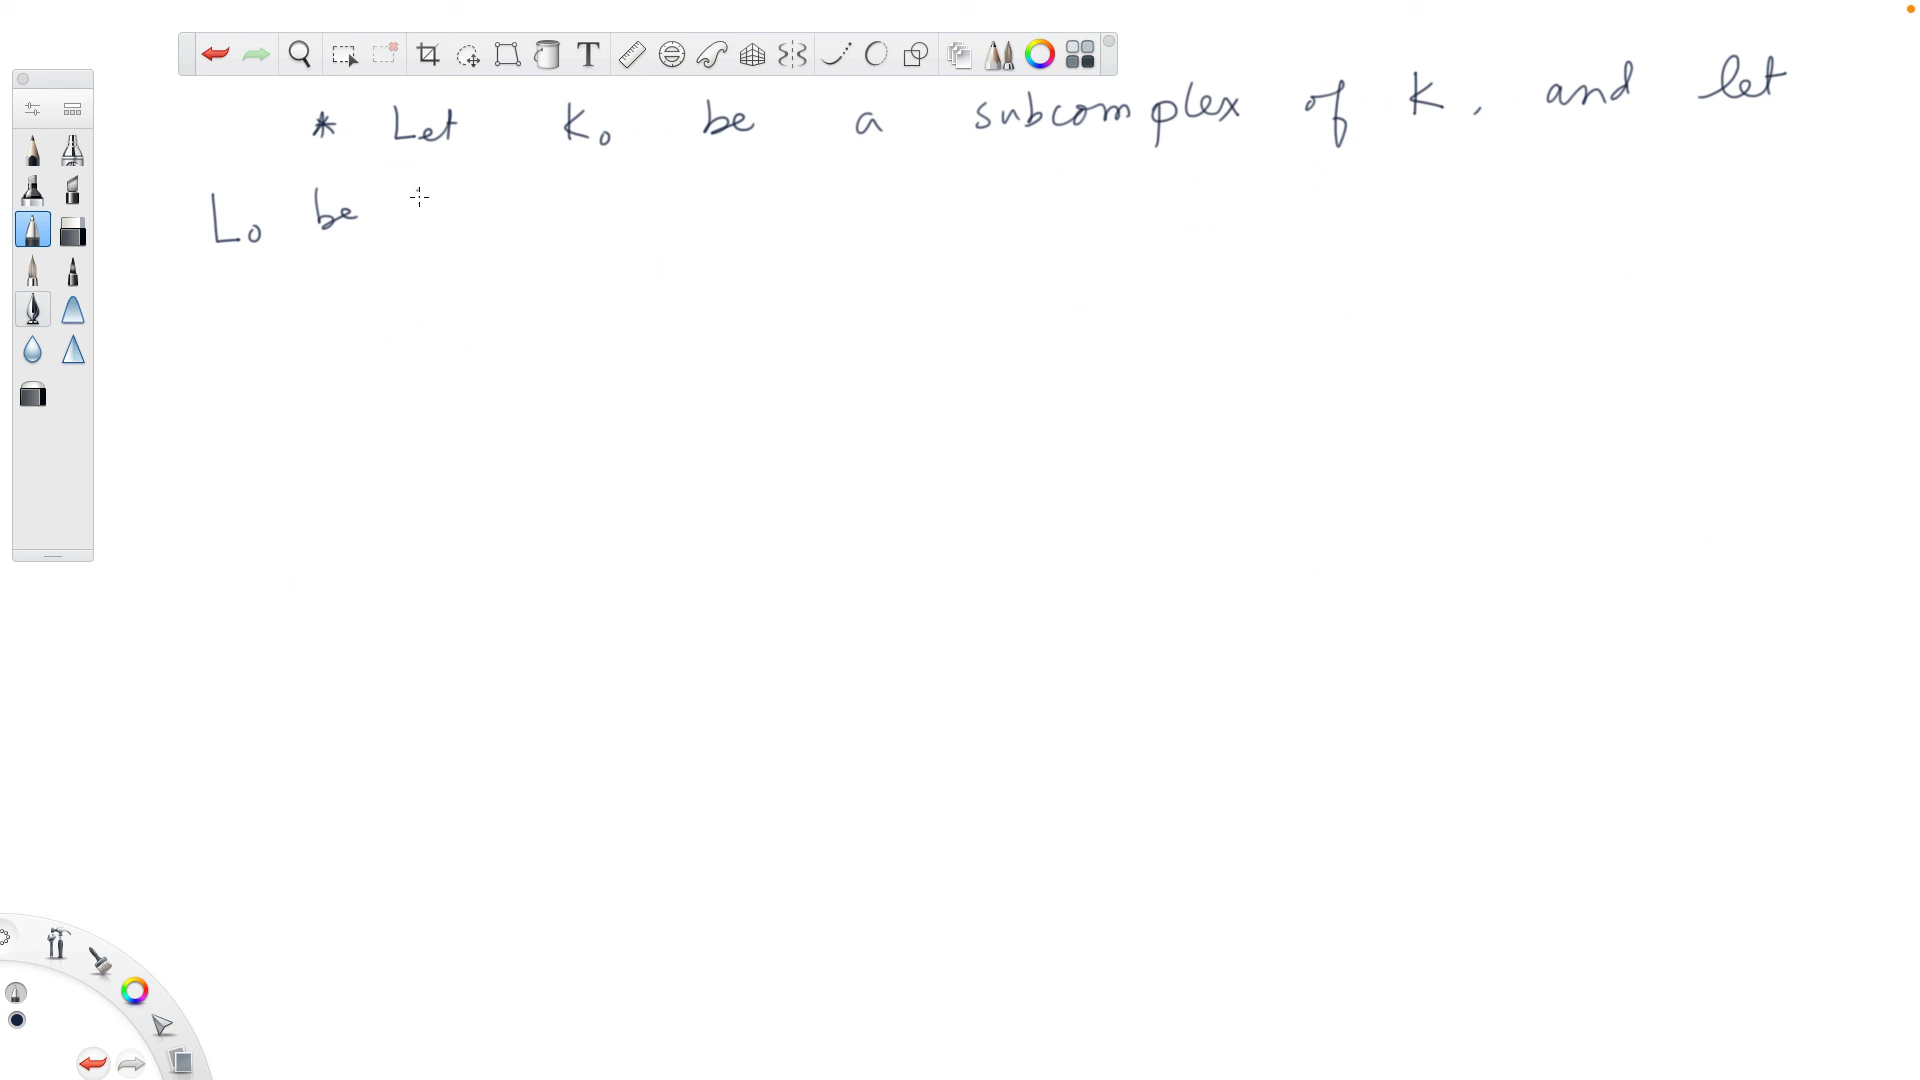 * Let K₀ be a subcomplex of K, and let
L₀ be